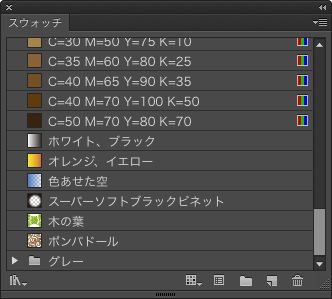 スウォッチ
C=30 M=50 Y=75 K=10
C=35 M=60 Y=80 K=25
C=40 M=65 Y=90 K=35
C=40 M=70 Y=100 K=50
C=50 M=70 Y=80 K=70
ホワイト、ブラック
オレンジ、イエロー
色あせた空
スーパーソフトブラックビネット
木の葉
ポンパドール
グレー